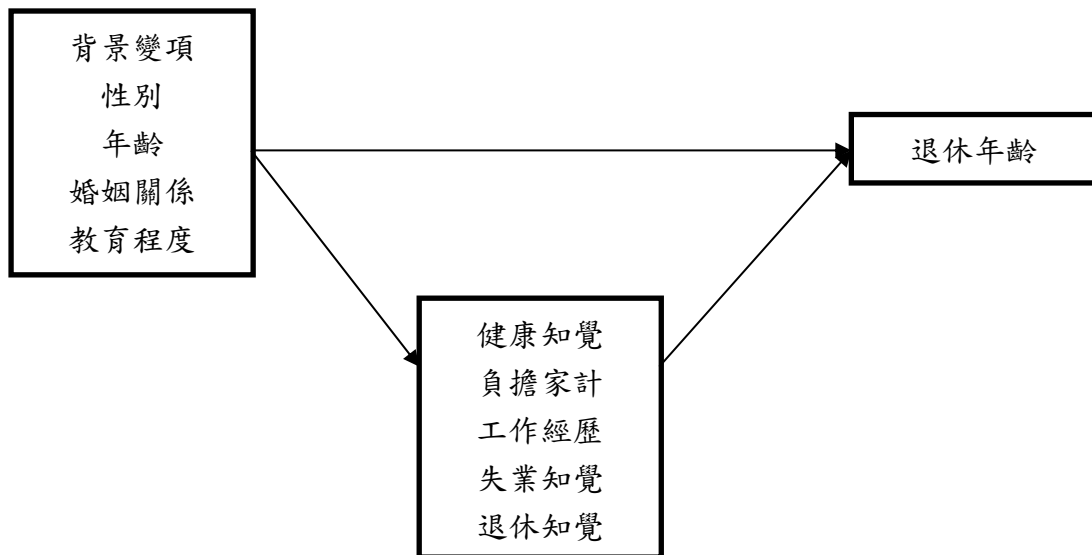 背景變項
性別
年齡
婚姻關係
教育程度
退休年齡
健康知覺
負擔家計
工作經歷
失業知覺
退休知覺